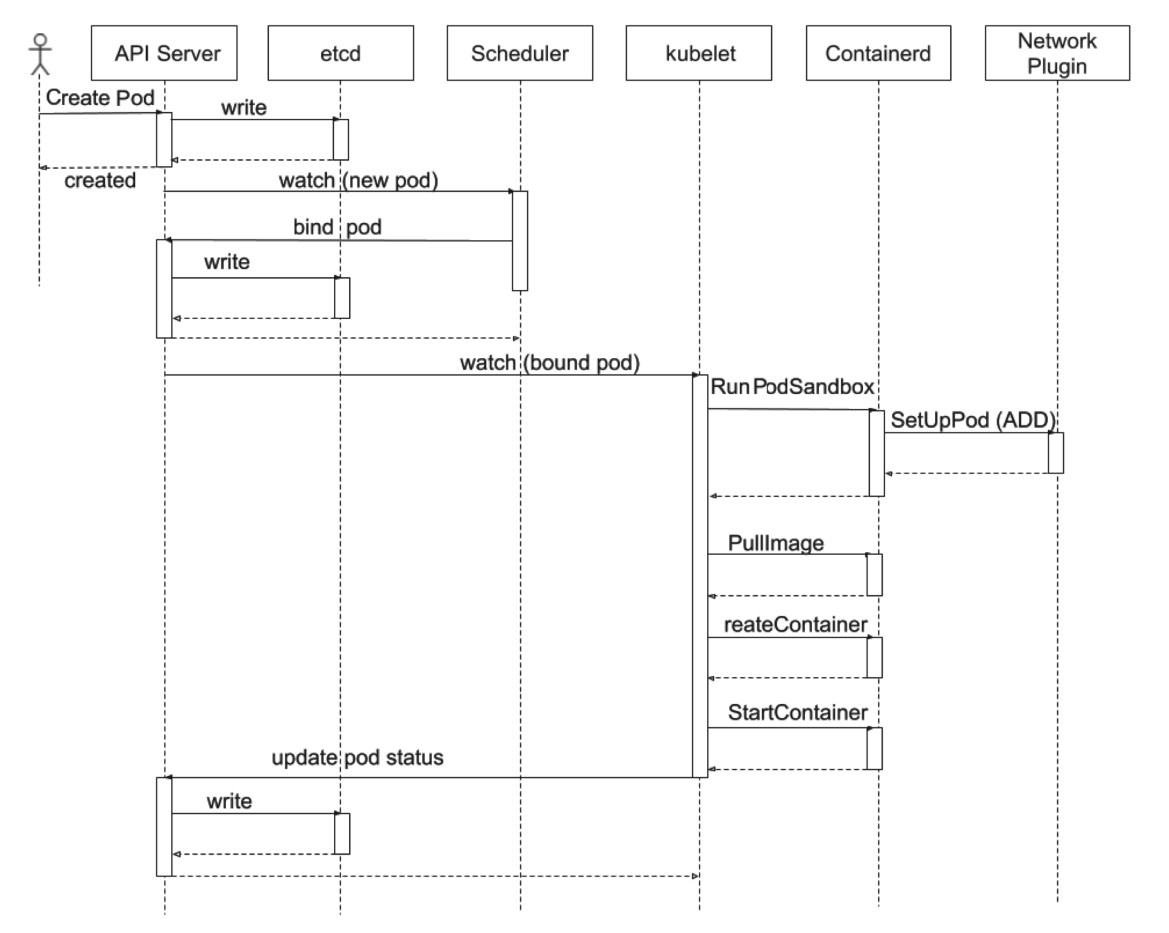 API Server
etcd
Scheduler
kubelet
Containerd
Network
Plugin
Create Pod
write
created
watch (new pod)
bind pod
write
watch (bound pod)
RunPodSandbox
SetUpPod (ADD)
PullImage
reateContainer
StartContainer
update pod status
write